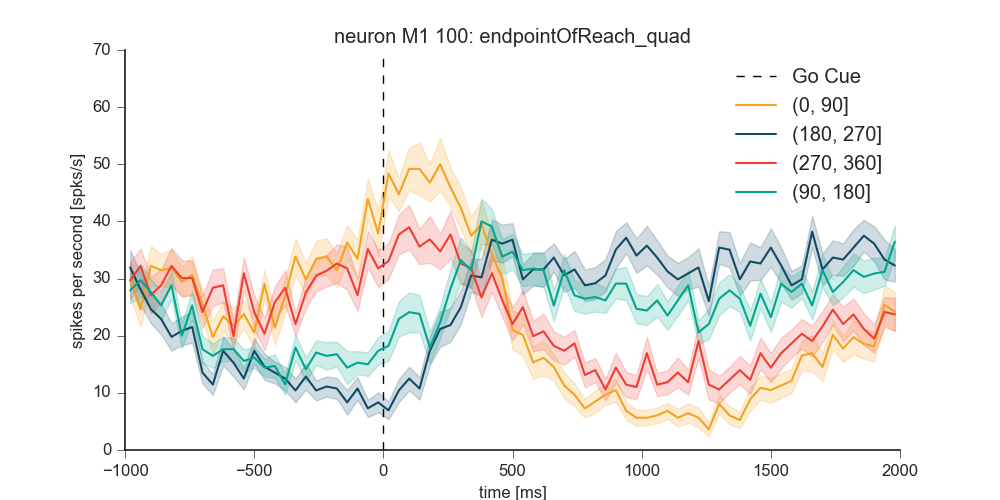 neuron M1 100: endpointOfReach_quad
70
60
50
40
30
20
10
0
spikes per second [spks/s]
Go Cue
(0, 90]
(180, 270]
(270, 360]
(90, 180]
−1000 −500 0 500 1000 1500 2000
time [ms]